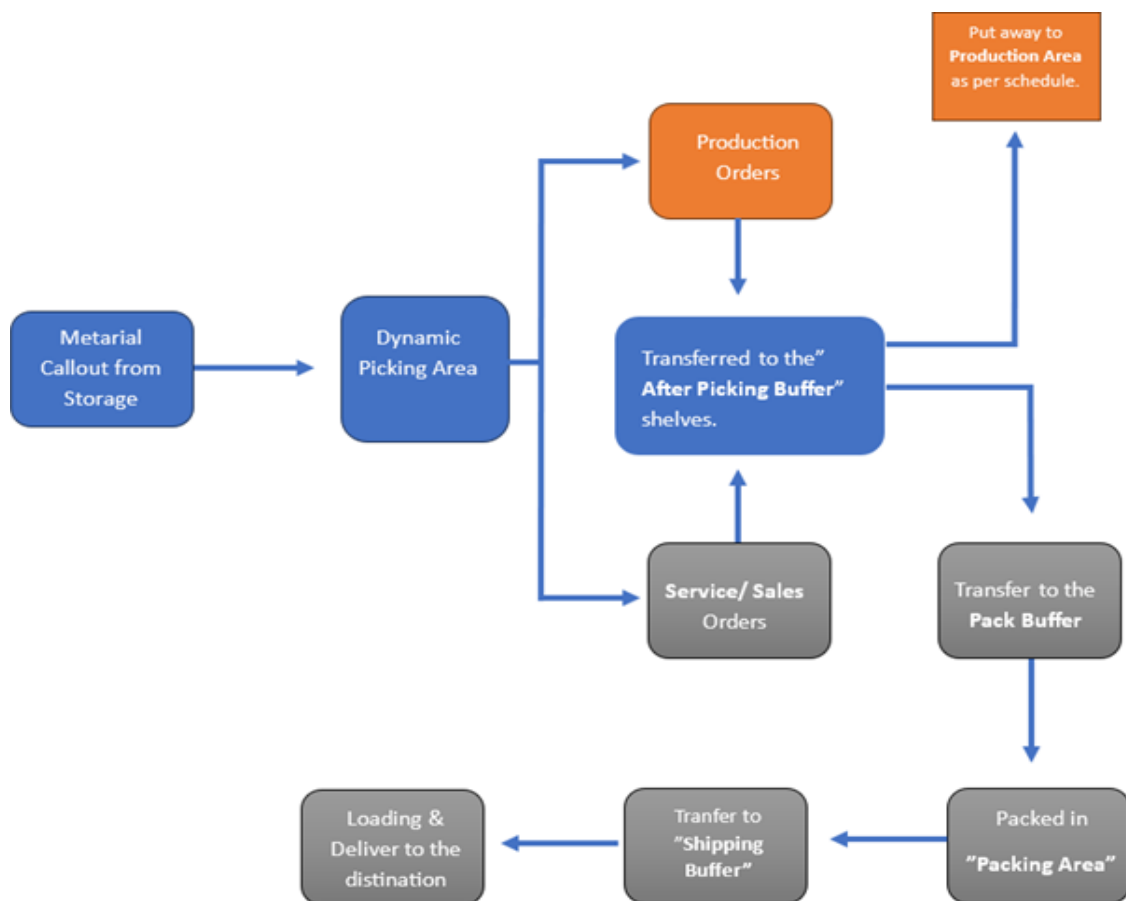 Put away to
Production Area
as per schedule.
Production
Orders
Metarial
Callout from
Storage
Dynamic
Picking Area
Transferred to the”
After Picking Buffer”
shelves.
Service/ Sales
Orders
Transfer to the
Pack Buffer
Loading &
Deliver to the
distination
Tranfer to
”Shipping
Buffer”
Packed in
”Packing Area”